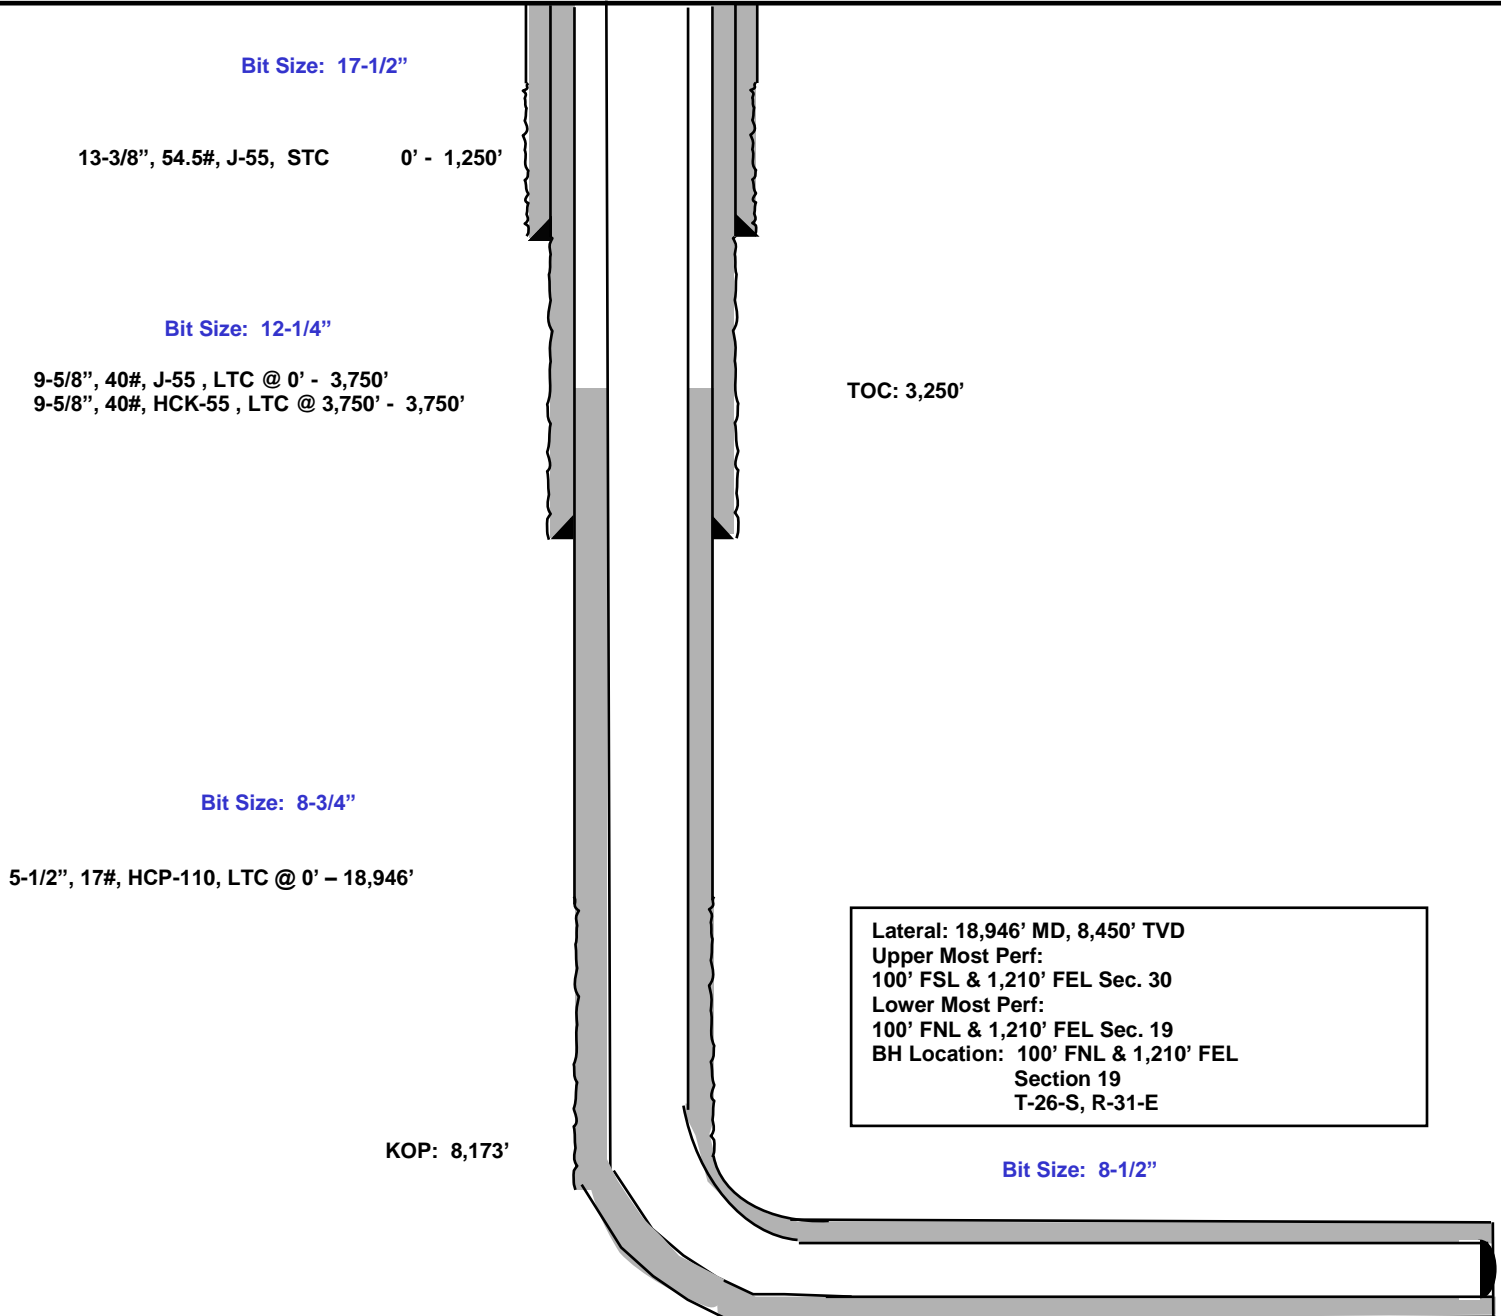 Bit Size:  17-1/2”
13-3/8”, 54.5#, J-55,  STC          0’ -  1,250’
Bit Size:  12-1/4”
9-5/8”, 40#, J-55 , LTC @ 0’ -  3,750’
9-5/8”, 40#, HCK-55 , LTC @ 3,750’ -  3,750’
TOC: 3,250’
Bit Size:  8-3/4”
5-1/2”, 17#, HCP-110, LTC @ 0’ – 18,946’
Lateral: 18,946’ MD, 8,450’ TVD
Upper Most Perf:
100’ FSL & 1,210’ FEL Sec. 30
Lower Most Perf:
100’ FNL & 1,210’ FEL Sec. 19
BH Location:  100’ FNL & 1,210’ FEL
Section 19
T-26-S, R-31-E
KOP:  8,173’
Bit Size:  8-1/2”